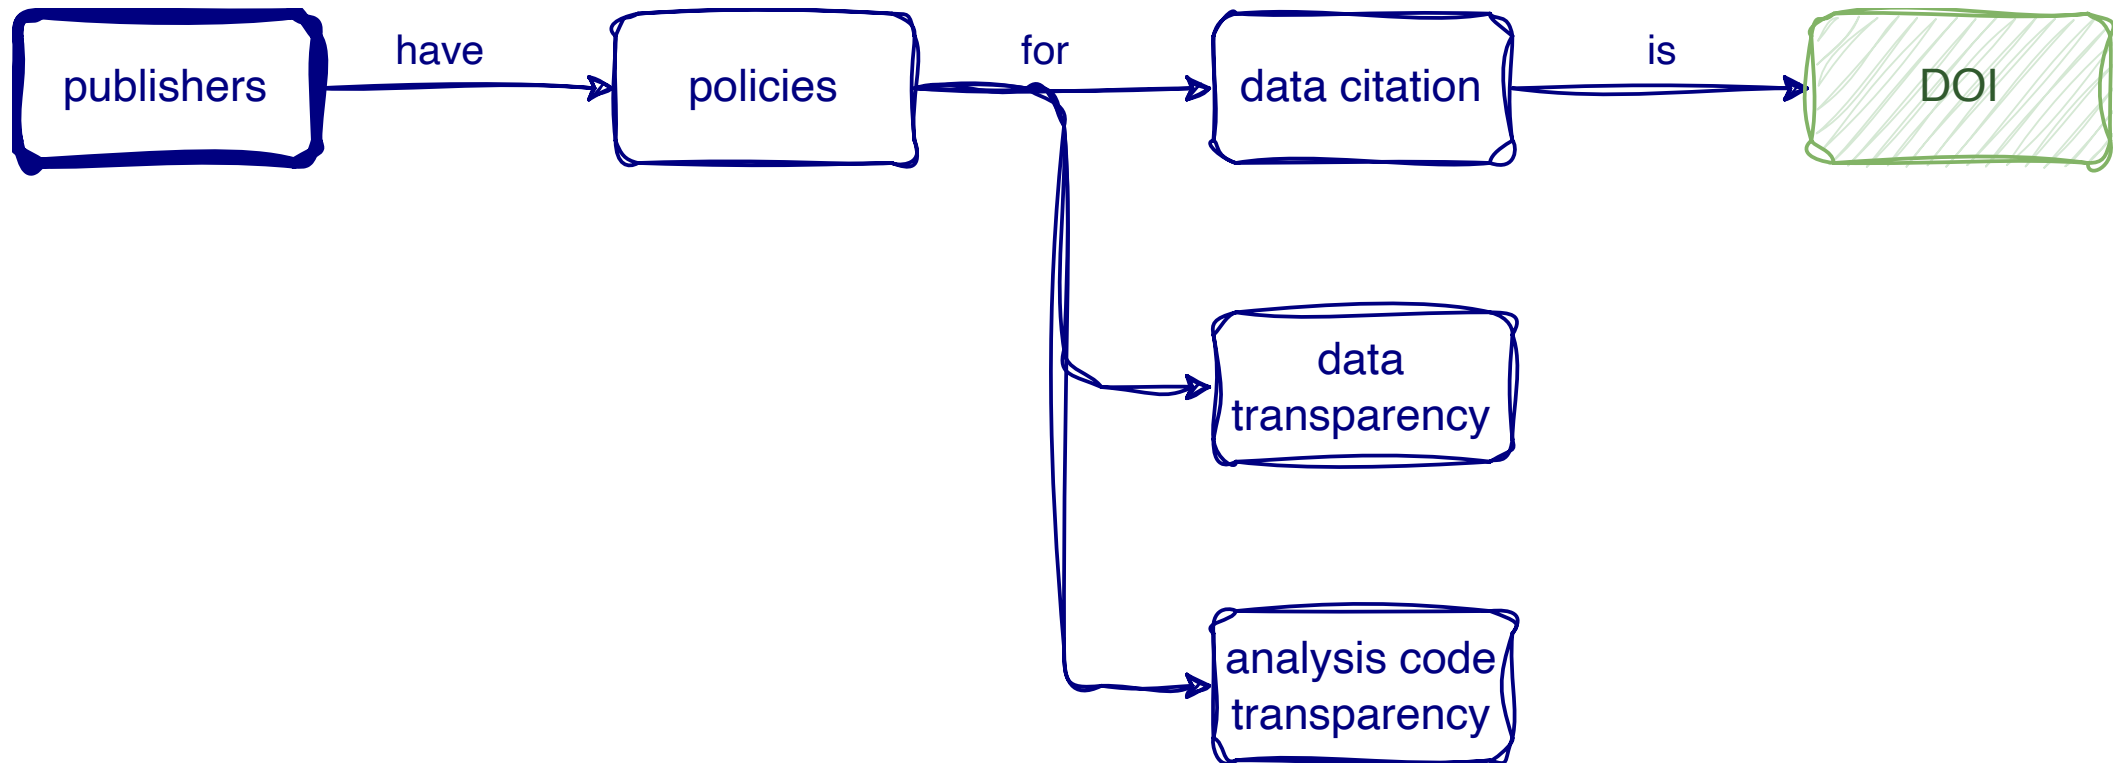 publishers
have
policies
for
data citation
is
DOI
data
transparency
analysis code
transparency